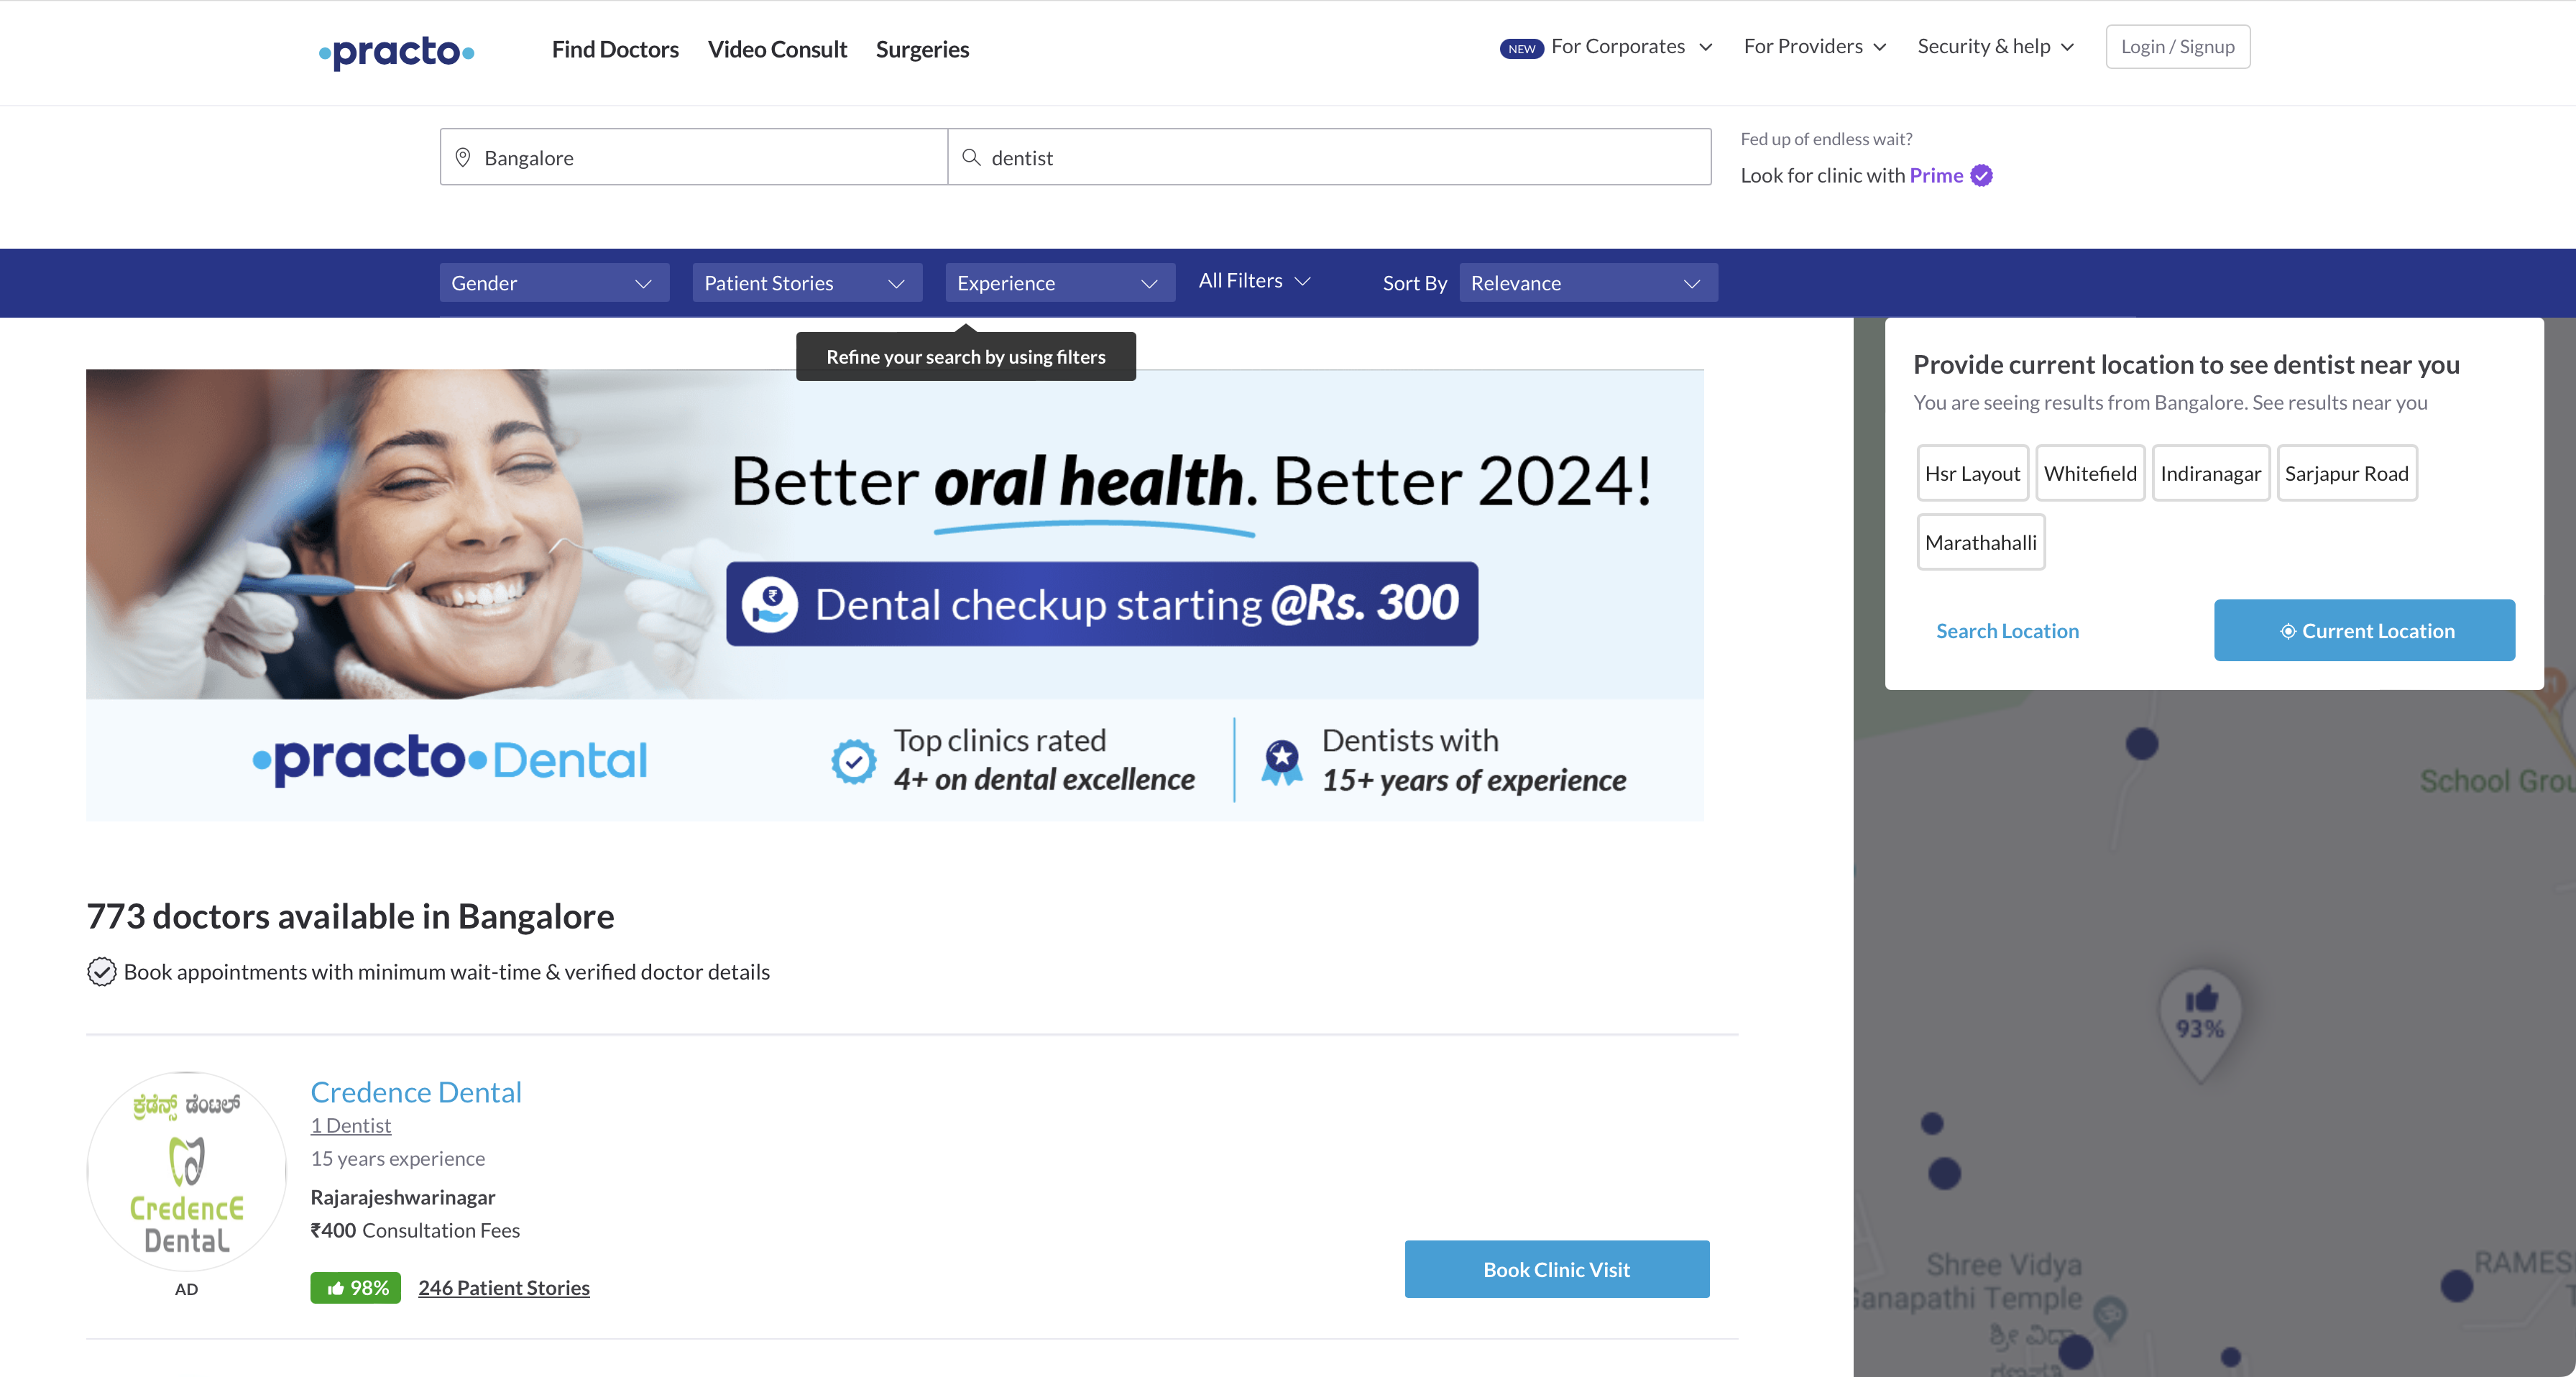 practo
Find Doctors
Video Consult
Surgeries
NEW For Corporates
For Providers
Security & help
Login / Signup
Bangalore
dentist
Fed up of endless wait?
Look for clinic with Prime
Gender
Patient Stories
Experience
All Filters
Sort By
Relevance
Refine your search by using filters
Better oral health. Better 2024!
₹ Dental checkup starting @Rs. 300
practo Dental
Top clinics rated
4+ on dental excellence
Dentists with
15+ years of experience
773 doctors available in Bangalore
Book appointments with minimum wait-time & verified doctor details
ಕ್ರೆಡೆನ್ಸ್ ಡೆಂಟಲ್
CredencE
DentaL
AD
Credence Dental
1 Dentist
15 years experience
Rajarajeshwarinagar
₹400 Consultation Fees
98%
246 Patient Stories
Book Clinic Visit
Provide current location to see dentist near you
You are seeing results from Bangalore. See results near you
Hsr Layout
Whitefield
Indiranagar
Sarjapur Road
Marathahalli
Search Location
Current Location
School Grou
93%
Shree Vidya
Ganapathi Temple
ಶ್ರೀ ವಿದ್ಯಾ
RAMES